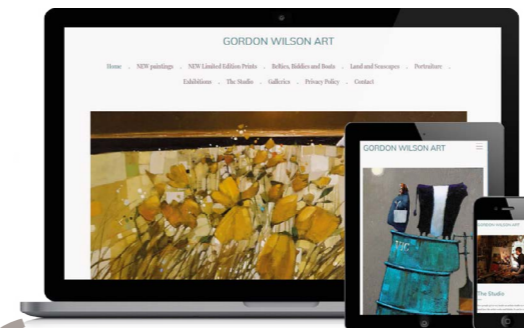 GORDON WILSON ART
Home . NEW paintings . NEW Limited Edition Prints . Bellies, Biddies and Boats . Land and Seascapes . Portraiture .
Exhibitions . The Studio . Galleries . Privacy Policy . Contact
GORDON WILSON ART
GORDON WILSON ART
The Studio